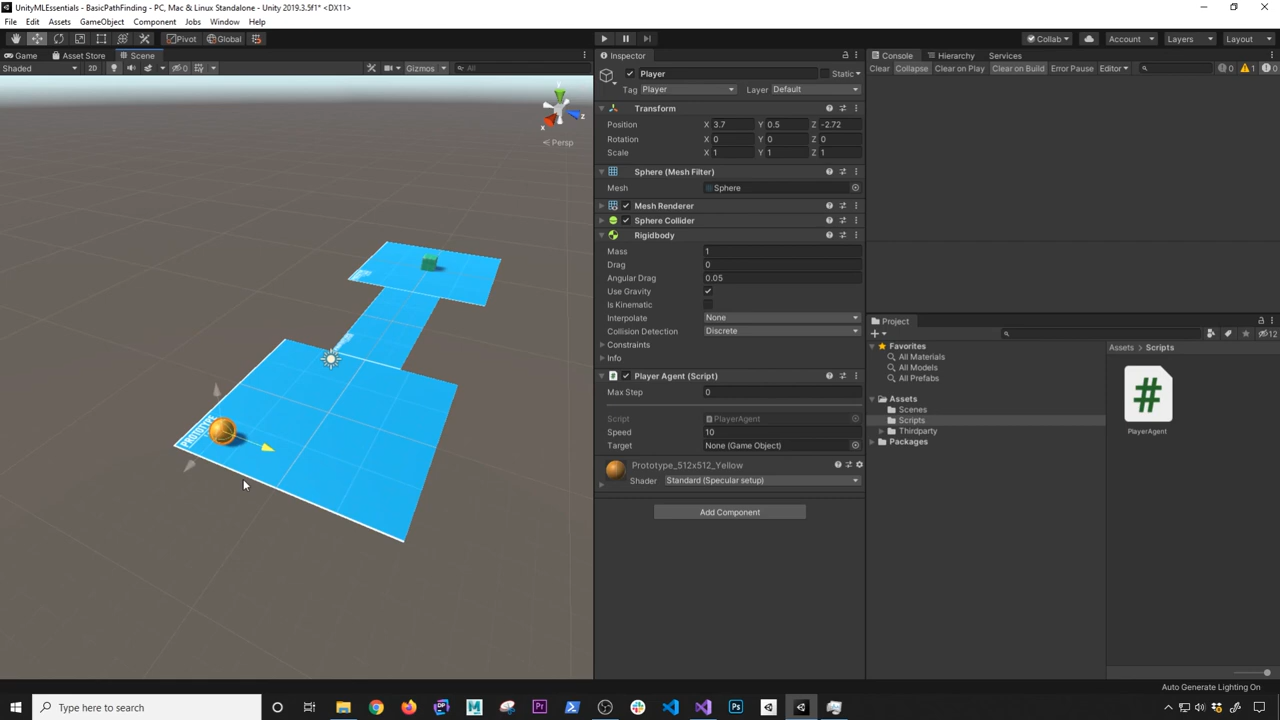 UnityMLEssentials - BasicPathFinding - PC, Mac & Linux Standalone - Unity 2019.3.5f1* <DX11>
File Edit Assets GameObject Component Jobs Window Help
Pivot Global Collab Account Layers Layout
Game Asset Store Scene
Shaded 2D 0 Gizmos All
y
x
z
Persp
PROTOTYPE
Inspector
Player Static
Tag Player Layer Default
Transform
Position X 3.7 Y 0.5 Z -2.72
Rotation X 0 Y 0 Z 0
Scale X 1 Y 1 Z 1
Sphere (Mesh Filter)
Mesh Sphere
Mesh Renderer
Sphere Collider
Rigidbody
Mass 1
Drag 0
Angular Drag 0.05
Use Gravity
Is Kinematic
Interpolate None
Collision Detection Discrete
Constraints
Info
# Player Agent (Script)
Max Step 0
Script PlayerAgent
Speed 10
Target None (Game Object)
Prototype_512x512_Yellow
Shader Standard (Specular setup)
Add Component
Console Hierarchy Services
Clear Collapse Clear on Play Clear on Build Error Pause Editor 0 1 0
Project
12
Favorites
All Materials
All Models
All Prefabs
Assets
Scenes
Scripts
Thirdparty
Packages
Assets Scripts
#
PlayerAgent
Auto Generate Lighting On
Type here to search
DP M Pr Ps